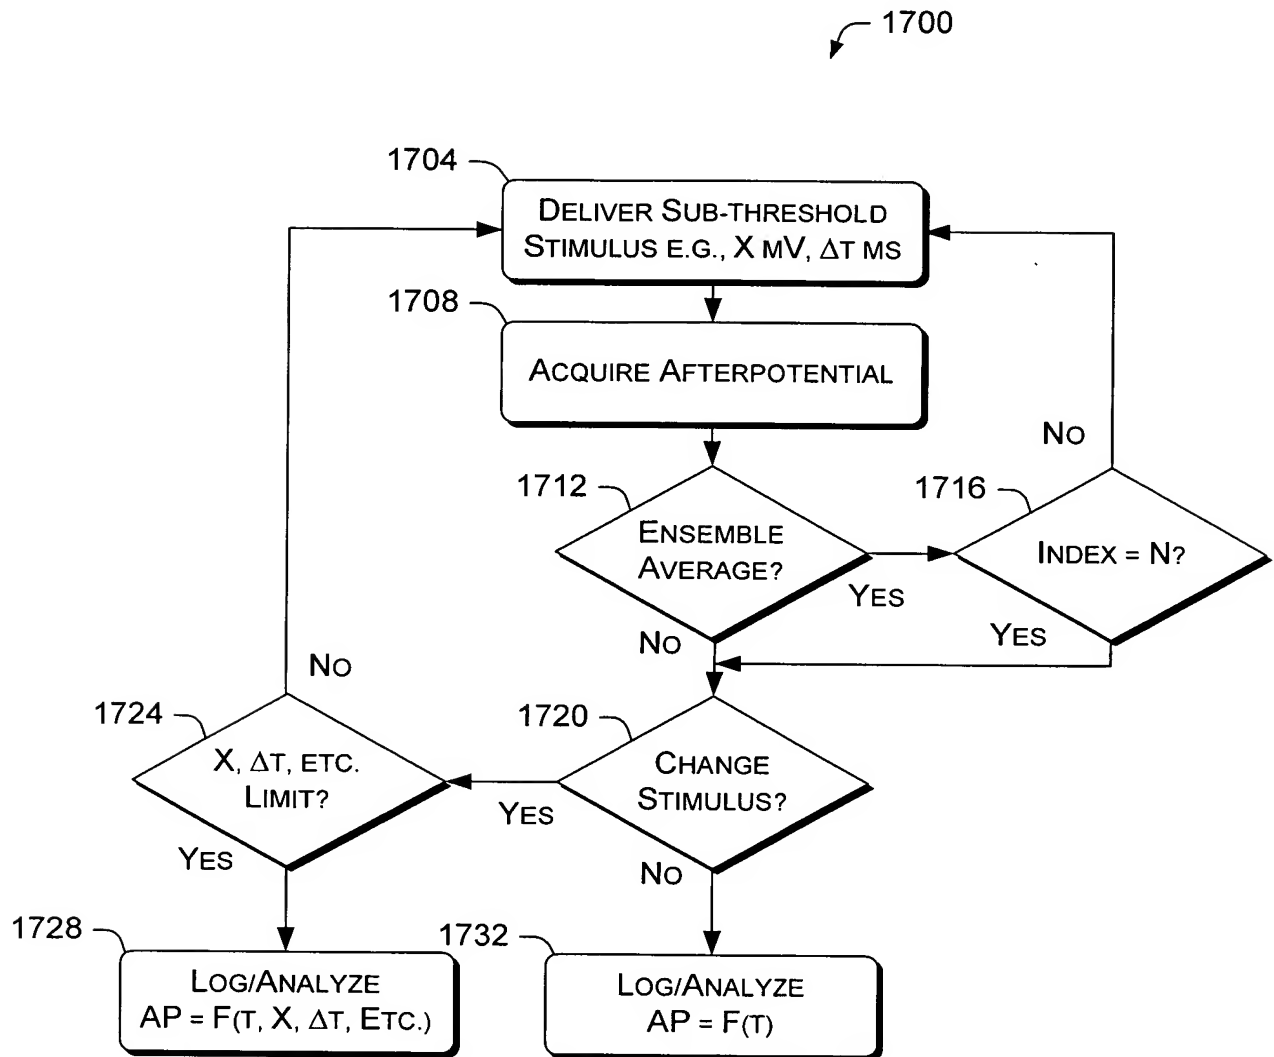 1700
1704
DELIVER SUB-THRESHOLD
STIMULUS E.G., X MV, ΔT MS
1708
ACQUIRE AFTERPOTENTIAL
NO
1712
ENSEMBLE
AVERAGE?
1716
INDEX = N?
YES
NO
YES
NO
1724
X, ΔT, ETC.
LIMIT?
1720
CHANGE
STIMULUS?
YES
YES
NO
1728
LOG/ANALYZE
AP = F(T, X, ΔT, ETC.)
1732
LOG/ANALYZE
AP = F(T)